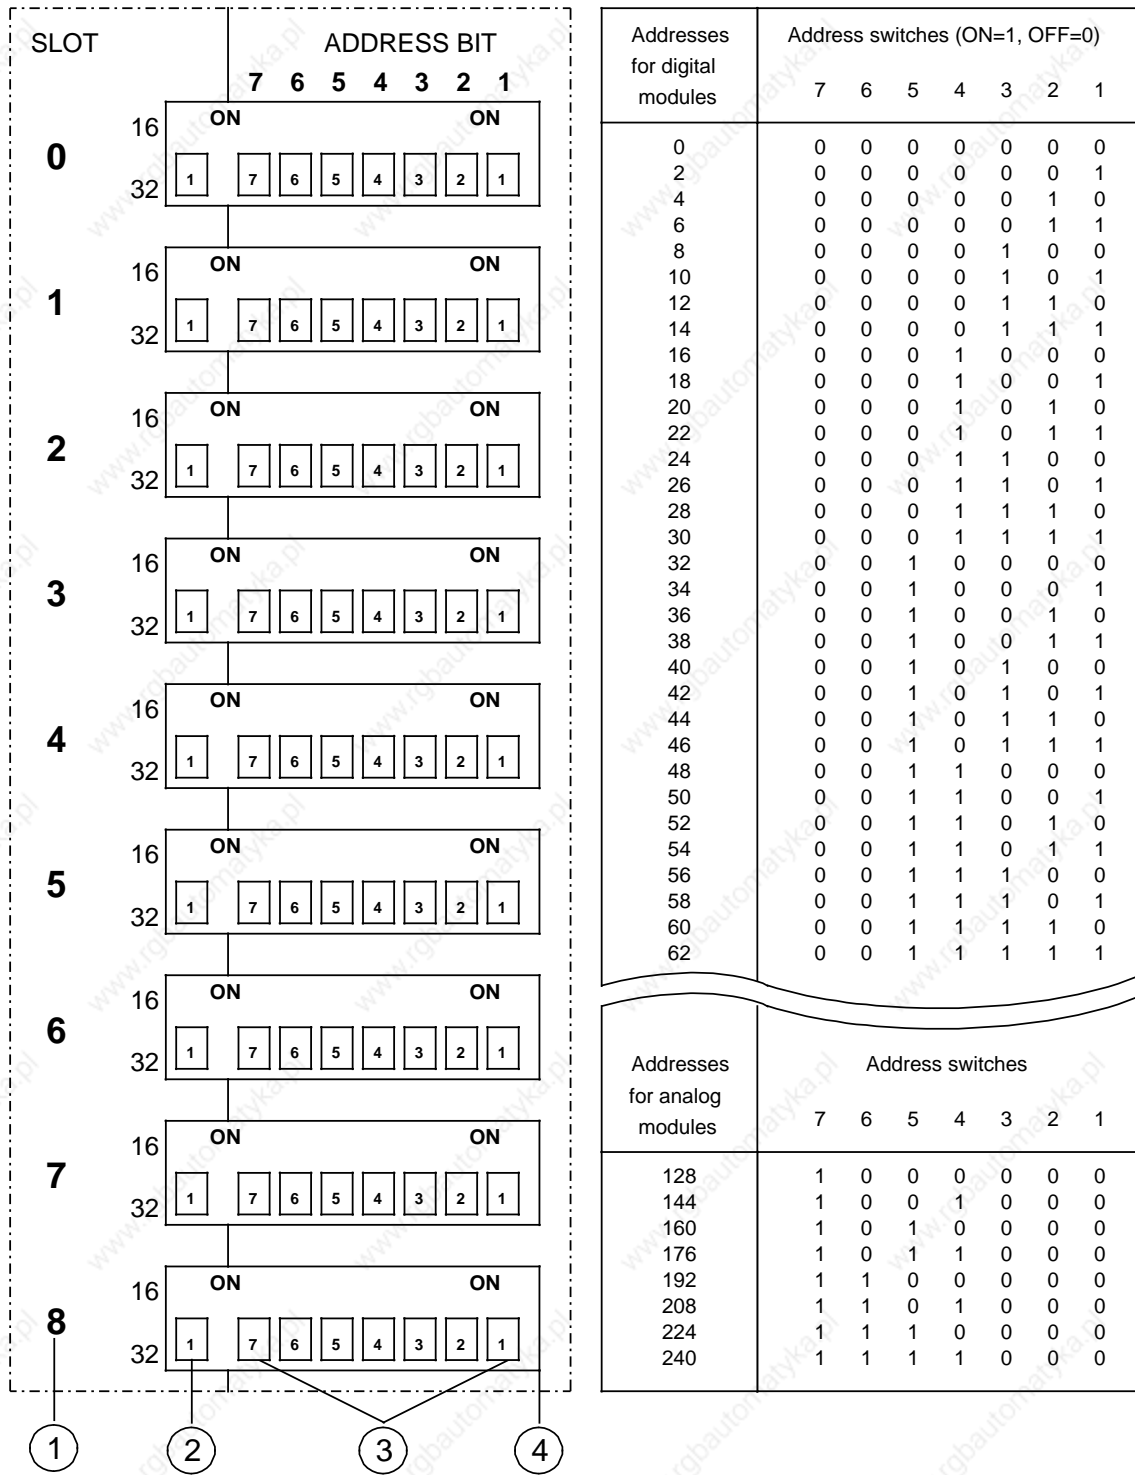 SLOT ADDRESS BIT
7 6 5 4 3 2 1
0 16 ON ON
32 1 7 6 5 4 3 2 1
1 16 ON ON
32 1 7 6 5 4 3 2 1
2 16 ON ON
32 1 7 6 5 4 3 2 1
3 16 ON ON
32 1 7 6 5 4 3 2 1
4 16 ON ON
32 1 7 6 5 4 3 2 1
5 16 ON ON
32 1 7 6 5 4 3 2 1
6 16 ON ON
32 1 7 6 5 4 3 2 1
7 16 ON ON
32 1 7 6 5 4 3 2 1
8 16 ON ON
32 1 7 6 5 4 3 2 1
1 2 3 4
Addresses
for digital
modules
Address switches (ON=1, OFF=0)
7 6 5 4 3 2 1
0 0 0 0 0 0 0 0
2 0 0 0 0 0 0 1
4 0 0 0 0 0 1 0
6 0 0 0 0 0 1 1
8 0 0 0 0 1 0 0
10 0 0 0 0 1 0 1
12 0 0 0 0 1 1 0
14 0 0 0 0 1 1 1
16 0 0 0 1 0 0 0
18 0 0 0 1 0 0 1
20 0 0 0 1 0 1 0
22 0 0 0 1 0 1 1
24 0 0 0 1 1 0 0
26 0 0 0 1 1 0 1
28 0 0 0 1 1 1 0
30 0 0 0 1 1 1 1
32 0 0 1 0 0 0 0
34 0 0 1 0 0 0 1
36 0 0 1 0 0 1 0
38 0 0 1 0 0 1 1
40 0 0 1 0 1 0 0
42 0 0 1 0 1 0 1
44 0 0 1 0 1 1 0
46 0 0 1 0 1 1 1
48 0 0 1 1 0 0 0
50 0 0 1 1 0 0 1
52 0 0 1 1 0 1 0
54 0 0 1 1 0 1 1
56 0 0 1 1 1 0 0
58 0 0 1 1 1 0 1
60 0 0 1 1 1 1 0
62 0 0 1 1 1 1 1
Addresses
for analog
modules
Address switches
7 6 5 4 3 2 1
128 1 0 0 0 0 0 0
144 1 0 0 1 0 0 0
160 1 0 1 0 0 0 0
176 1 0 1 1 0 0 0
192 1 1 0 0 0 0 0
208 1 1 0 1 0 0 0
224 1 1 1 0 0 0 0
240 1 1 1 1 0 0 0
www.rgbautomatyka.pl